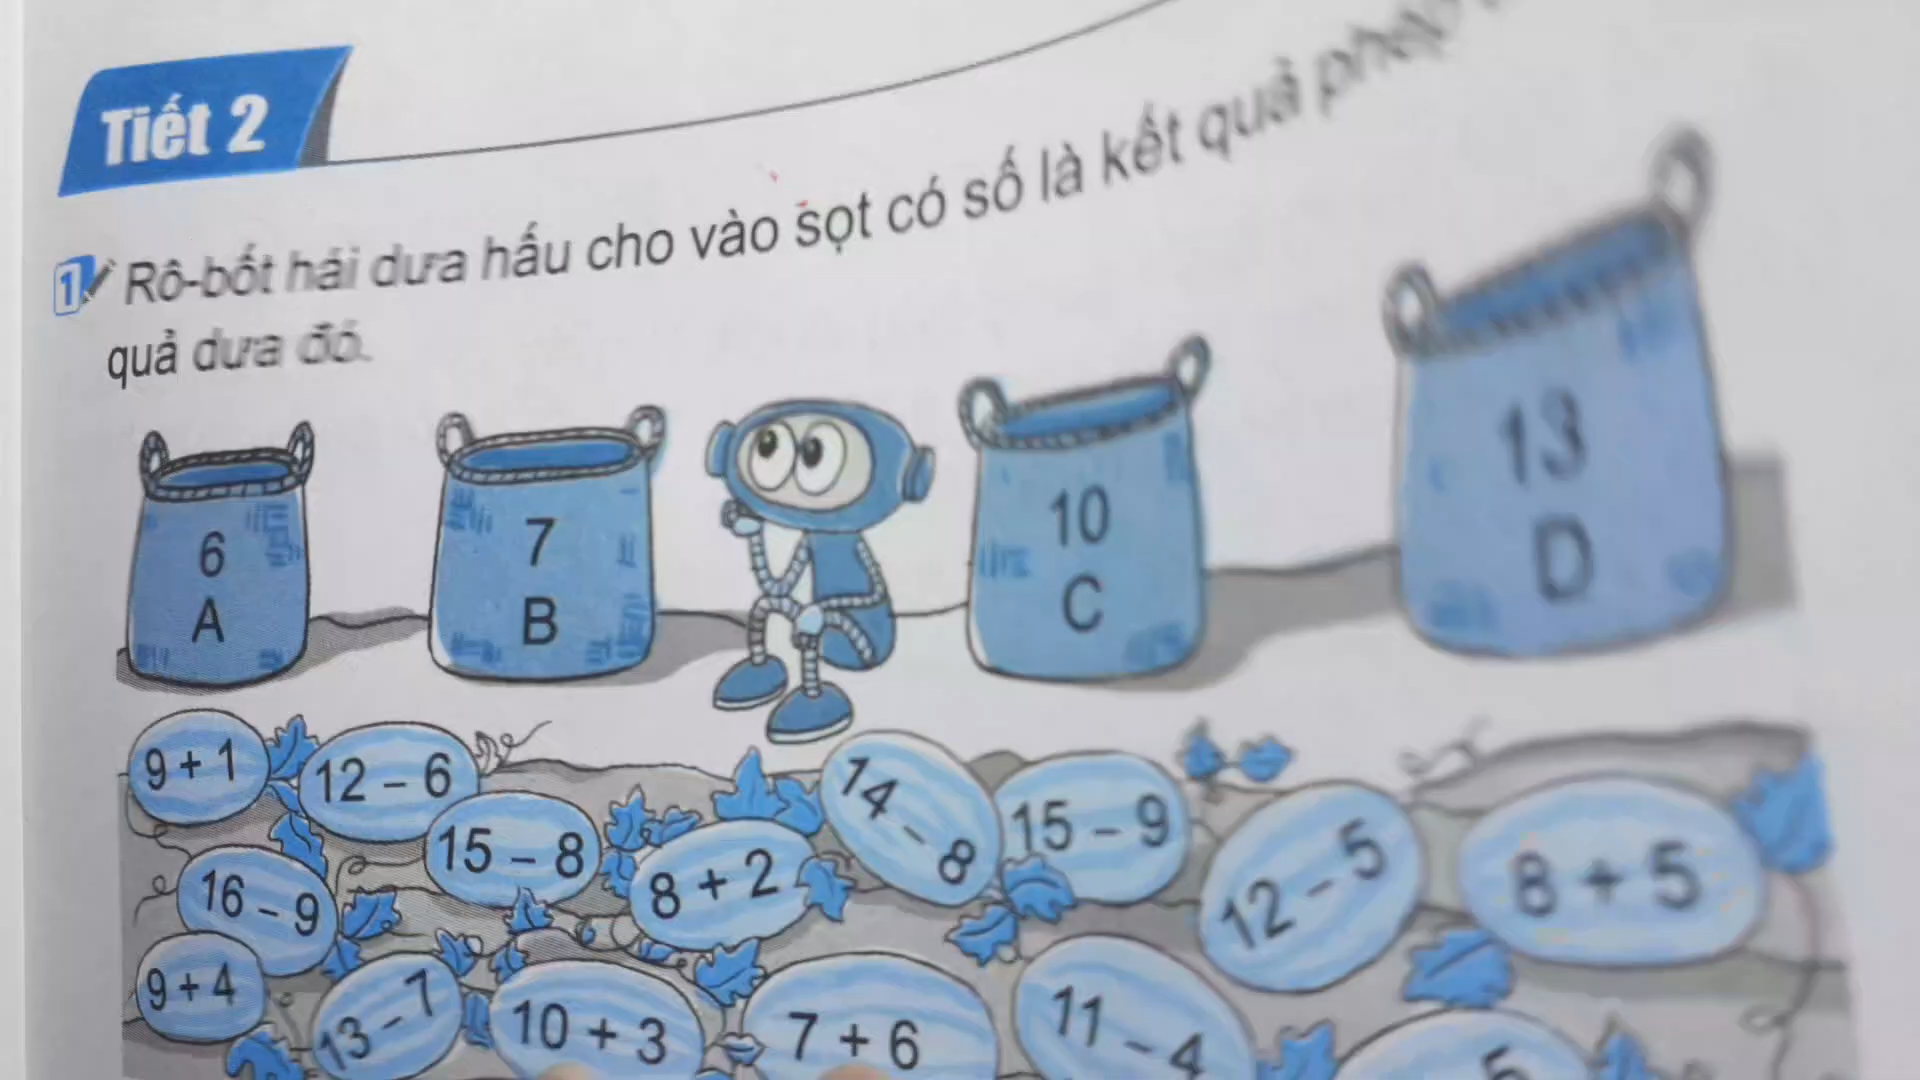 Tiết 2
1 Rô-bốt hái dưa hấu cho vào sọt có số là kết quả phép
quả dưa đó.
6
A
7
B
10
C
13
D
9 + 1
12 – 6
15 – 8
8 + 2
14 – 8
15 – 9
12 – 5
8 + 5
16 – 9
9 + 4
13 – 7
10 + 3
7 + 6
11 – 4
5